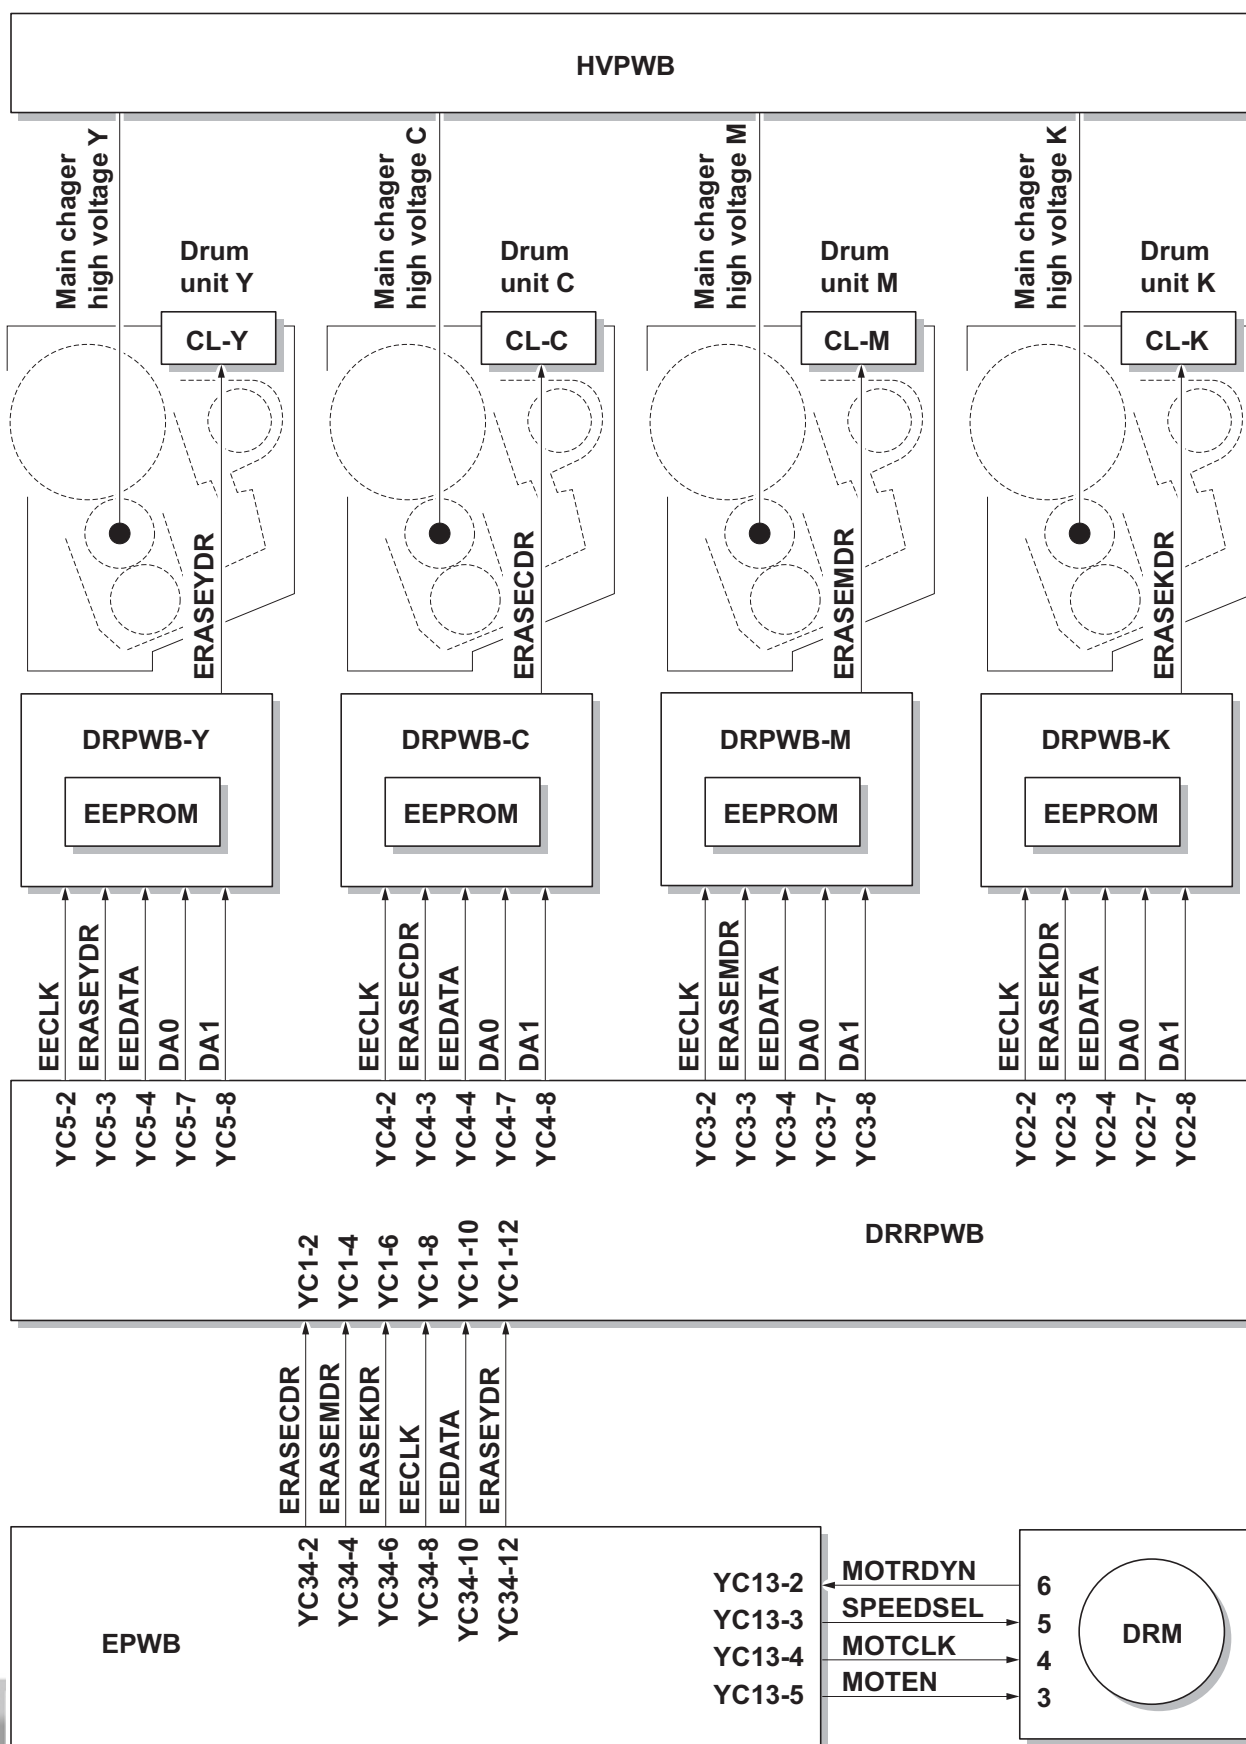 HVPWB
Main chager
high voltage Y
Main chager
high voltage C
Main chager
high voltage M
Main chager
high voltage K
Drum
unit Y
Drum
unit C
Drum
unit M
Drum
unit K
CL-Y
CL-C
CL-M
CL-K
ERASEYDR
ERASECDR
ERASEMDR
ERASEKDR
DRPWB-Y
DRPWB-C
DRPWB-M
DRPWB-K
EEPROM
EEPROM
EEPROM
EEPROM
EECLK
ERASEYDR
EEDATA
DA0
DA1
EECLK
ERASECDR
EEDATA
DA0
DA1
EECLK
ERASEMDR
EEDATA
DA0
DA1
EECLK
ERASEKDR
EEDATA
DA0
DA1
YC5-2
YC5-3
YC5-4
YC5-7
YC5-8
YC4-2
YC4-3
YC4-4
YC4-7
YC4-8
YC3-2
YC3-3
YC3-4
YC3-7
YC3-8
YC2-2
YC2-3
YC2-4
YC2-7
YC2-8
DRRPWB
YC1-2
YC1-4
YC1-6
YC1-8
YC1-10
YC1-12
ERASECDR
ERASEMDR
ERASEKDR
EECLK
EEDATA
ERASEYDR
YC34-2
YC34-4
YC34-6
YC34-8
YC34-10
YC34-12
EPWB
YC13-2 MOTRDYN 6
YC13-3 SPEEDSEL 5
YC13-4 MOTCLK 4
YC13-5 MOTEN 3
DRM